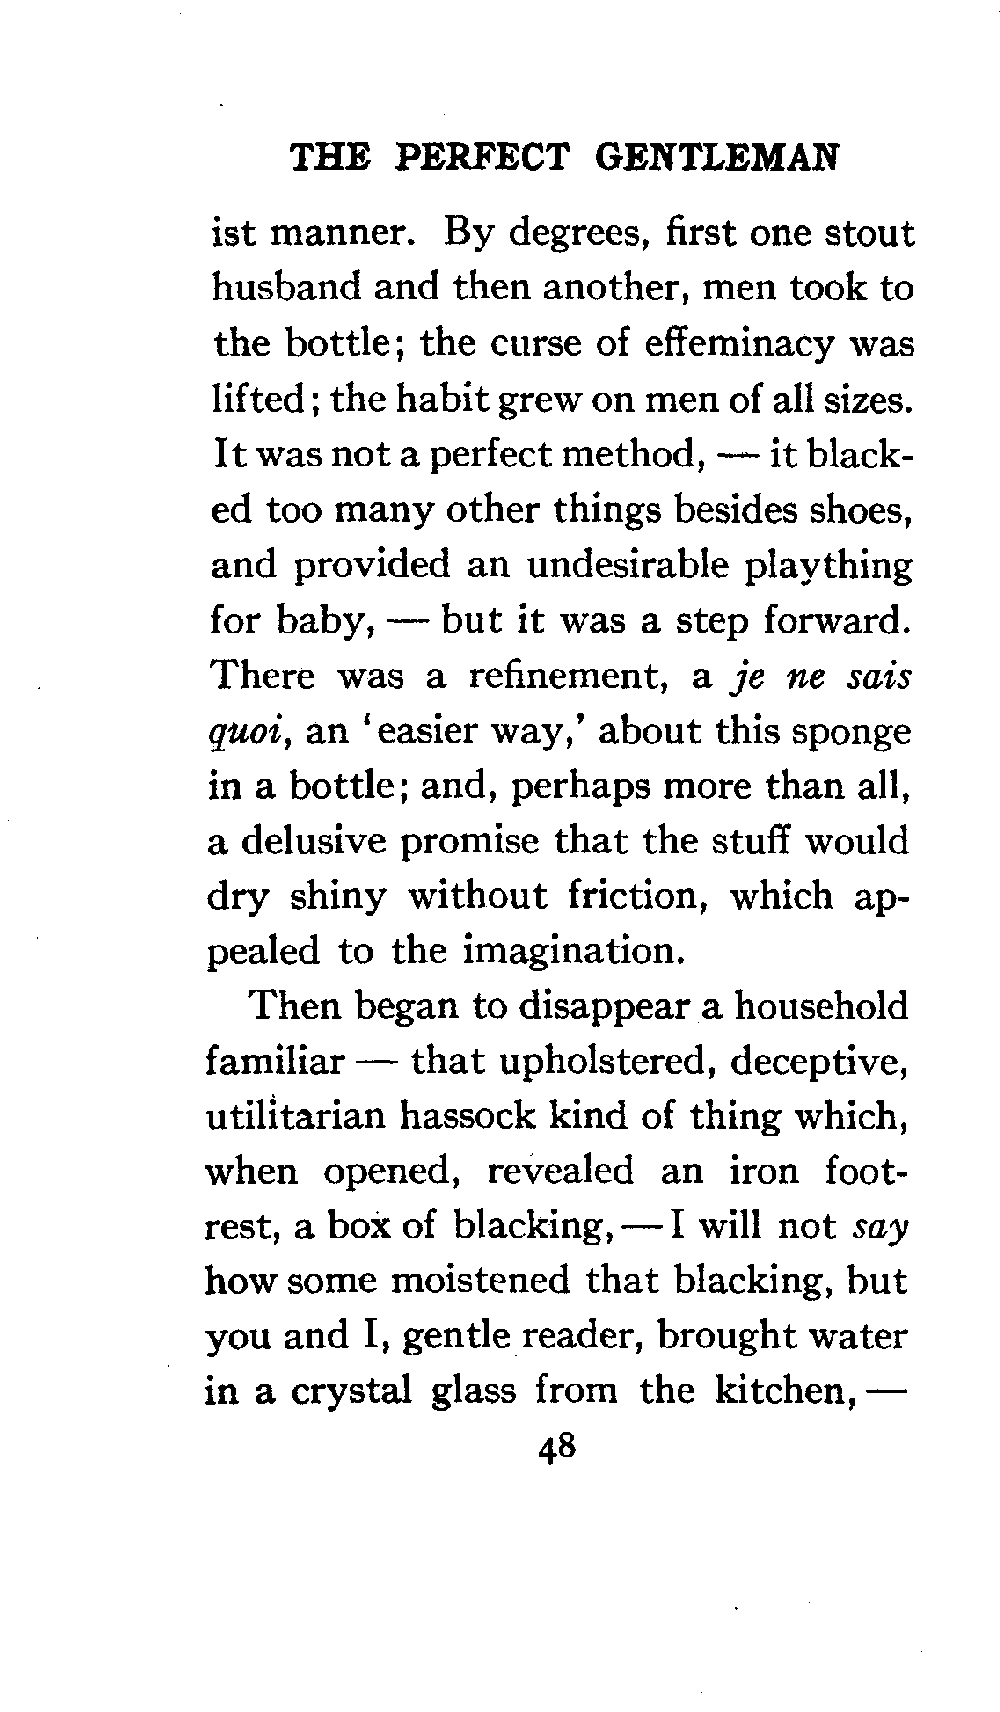 THE PERFECT GENTLEMAN
ist manner. By degrees, first one stout
husband and then another, men took to
the bottle; the curse of effeminacy was
lifted; the habit grew on men of all sizes.
It was not a perfect method, — it black-
ed too many other things besides shoes,
and provided an undesirable plaything
for baby, — but it was a step forward.
There was a refinement, a je ne sais
quoi, an ‘easier way,’ about this sponge
in a bottle; and, perhaps more than all,
a delusive promise that the stuff would
dry shiny without friction, which ap-
pealed to the imagination.
Then began to disappear a household
familiar — that upholstered, deceptive,
utilitarian hassock kind of thing which,
when opened, revealed an iron foot-
rest, a box of blacking, — I will not say
how some moistened that blacking, but
you and I, gentle reader, brought water
in a crystal glass from the kitchen, —
48